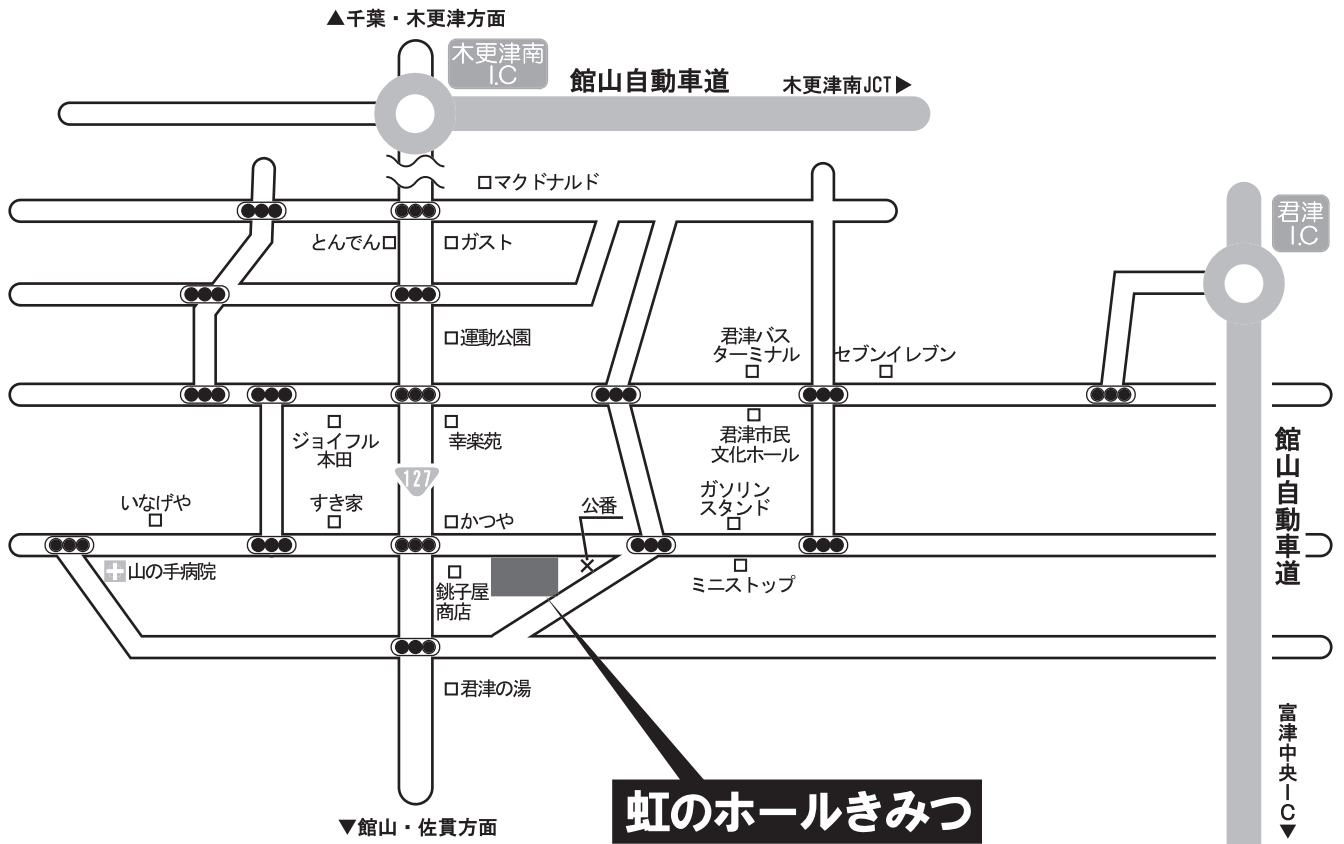 ▲千葉・木更津方面
木更津南
I.C
館山自動車道
木更津南JCT▶
マクドナルド
とんでん
ガスト
君津
I.C
運動公園
君津バス
ターミナル
セブンイレブン
ジョイフル
本田
幸楽苑
君津市民
文化ホール
館山自動車道
127
いなげや
すき家
かつや
公番
ガソリン
スタンド
山の手病院
銚子屋
商店
ミニストップ
君津の湯
富津中央IC▼
虹のホールきみつ
▼館山・佐貫方面